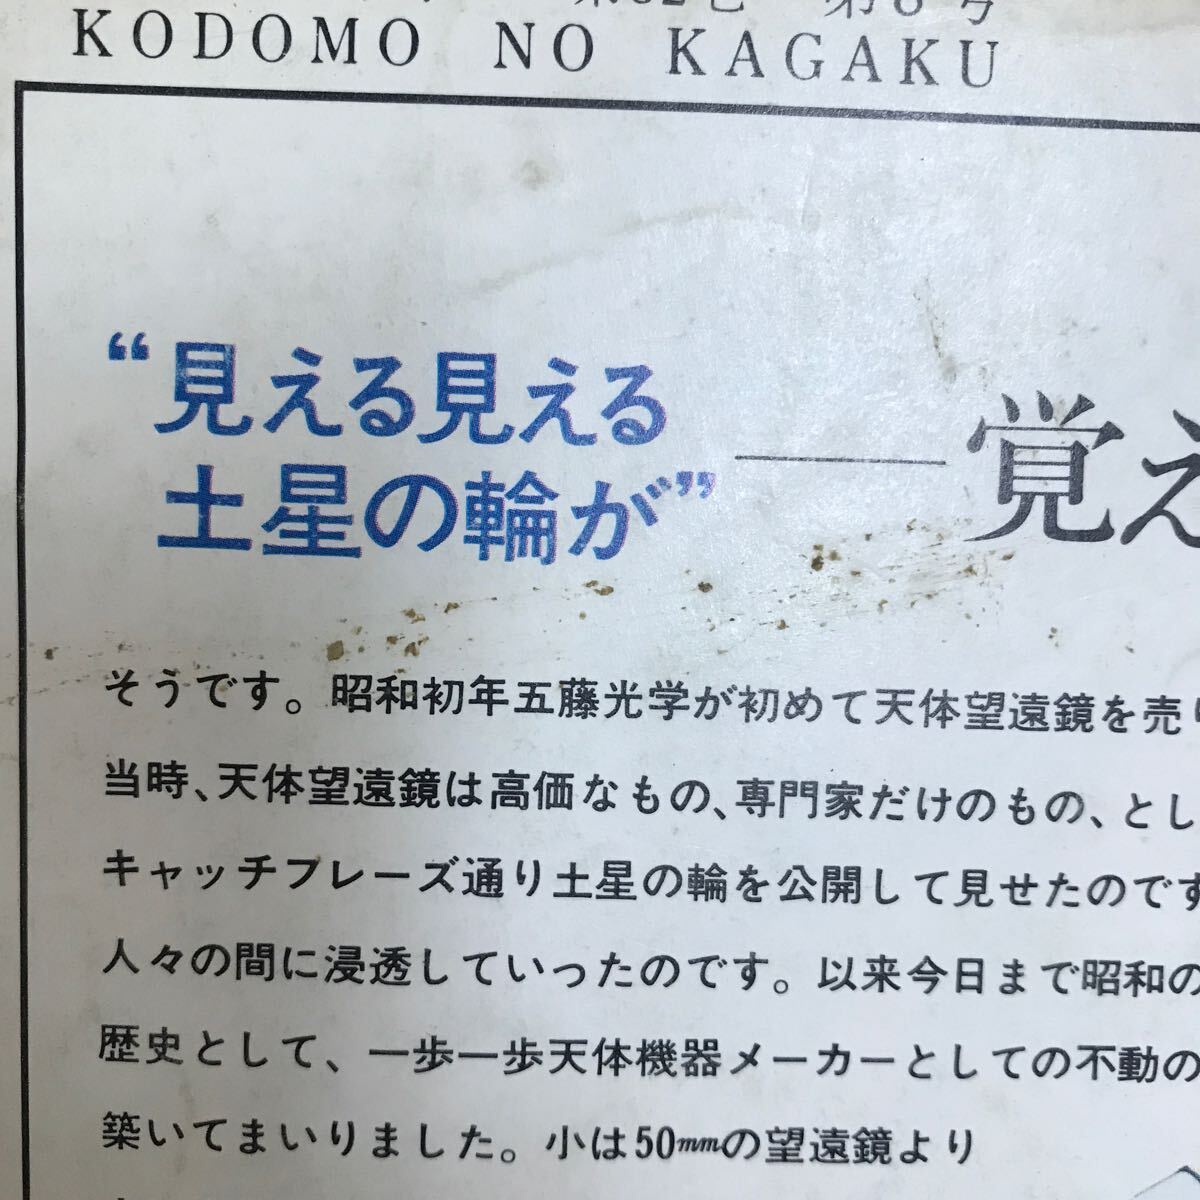 KODOMO NO KAGAKU
“見える見える
土星の輪が” ——覚え
そうです。昭和初年五藤光学が初めて天体望遠鏡を売り
当時、天体望遠鏡は高価なもの、専門家だけのもの、とし
キャッチフレーズ通り土星の輪を公開して見せたのです
人々の間に浸透していったのです。以来今日まで昭和の
歴史として、一歩一歩天体機器メーカーとしての不動の
築いてまいりました。小は50mmの望遠鏡より